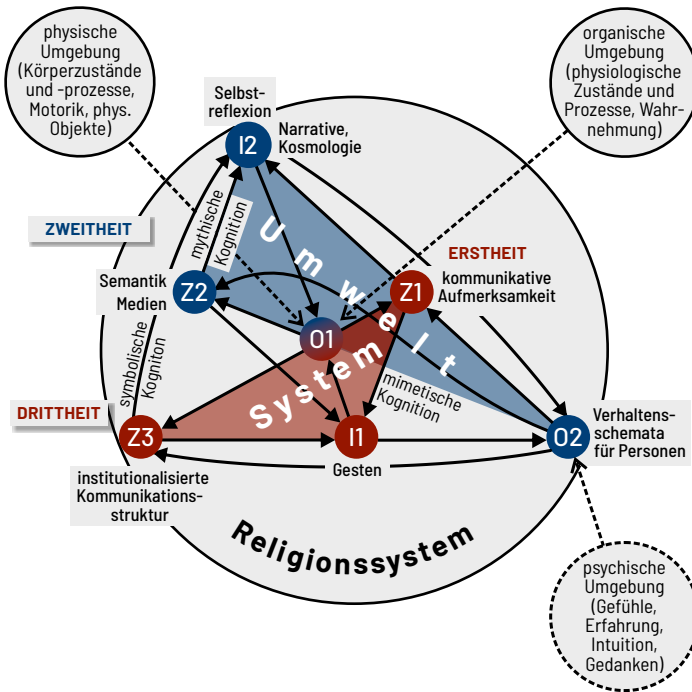 physische
Umgebung
(Körperzustände
und -prozesse,
Motorik, phys.
Objekte)
organische
Umgebung
(physiologische
Zustände und
Prozesse, Wahr-
nehmung)
Selbst-
reflexion
I2
Narrative,
Kosmologie
ZWEITHEIT
mythische
Kognition
Umwelt
ERSTHEIT
Semantik
Medien
Z2
Z1
kommunikative
Aufmerksamkeit
O1
System
symbolische
Kogniton
mimetische
Kognition
DRITTHEIT
Z3
I1
O2
Verhaltens-
schemata
für Personen
Gesten
institutionalisierte
Kommunikations-
struktur
Religionssystem
psychische
Umgebung
(Gefühle,
Erfahrung,
Intuition,
Gedanken)